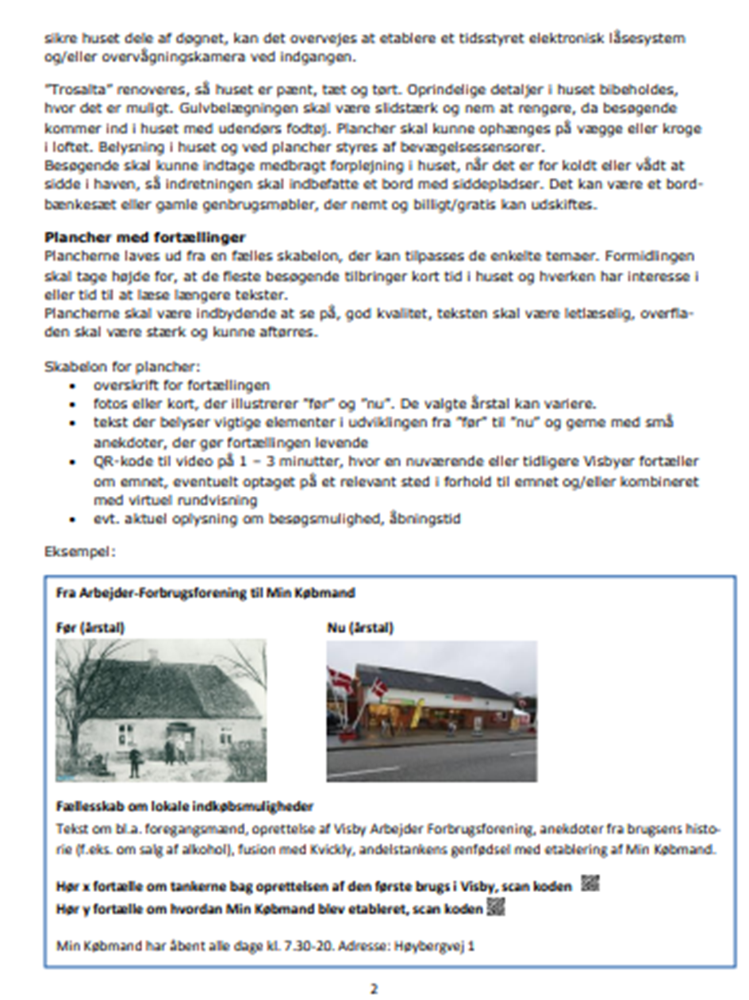 sikre huset dele af døgnet, kan det overvejes at etablere et tidsstyret elektronisk låsesystem
og/eller overvågningskamera ved indgangen.
"Trosalta" renoveres, så huset er pænt, tæt og tørt. Oprindelige detaljer i huset bibeholdes,
hvor det er muligt. Gulvbelægningen skal være slidstærk og nem at rengøre, da besøgende
kommer ind i huset med udendørs fodtøj. Plancher skal kunne ophænges på vægge eller kroge
i loftet. Belysning i huset og ved plancher styres af bevægelsessensorer.
Besøgende skal kunne indtage medbragt forplejning i huset, når det er for koldt eller vådt at
sidde i haven, så indretningen skal indbefatte et bord med siddepladser. Det kan være et bord-
bænkesæt eller gamle genbrugsmøbler, der nemt og billigt/gratis kan udskiftes.
Plancher med fortællinger
Plancherne laves ud fra en fælles skabelon, der kan tilpasses de enkelte temaer. Formidlingen
skal tage højde for, at de fleste besøgende tilbringer kort tid i huset og hverken har interesse i
eller tid til at læse længere tekster.
Plancherne skal være indbydende at se på, god kvalitet, teksten skal være letlæselig, overfla-
den skal være stærk og kunne aftørres.
Skabelon for plancher:
• overskrift for fortællingen
• fotos eller kort, der illustrerer "før" og "nu". De valgte årstal kan variere.
• tekst der belyser vigtige elementer i udviklingen fra "før" til "nu" og gerne med små
anekdoter, der gør fortællingen levende
• QR-kode til video på 1 – 3 minutter, hvor en nuværende eller tidligere Visbyer fortæller
om emnet, eventuelt optaget på et relevant sted i forhold til emnet og/eller kombineret
med virtuel rundvisning
• evt. aktuel oplysning om besøgsmulighed, åbningstid
Eksempel:
Fra Arbejder-Forbrugsforening til Min Købmand
Før (årstal) Nu (årstal)
Fællesskab om lokale indkøbsmuligheder
Tekst om bl.a. foregangsmænd, oprettelse af Visby Arbejder Forbrugsforening, anekdoter fra brugsens histo-
rie (f.eks. om salg af alkohol), fusion med Kvickly, andelstankens genfødsel med etablering af Min Købmand.
Hør x fortælle om tankerne bag oprettelsen af den første brugs i Visby, scan koden
Hør y fortælle om hvordan Min Købmand blev etableret, scan koden
Min Købmand har åbent alle dage kl. 7.30-20. Adresse: Høybergvej 1
2